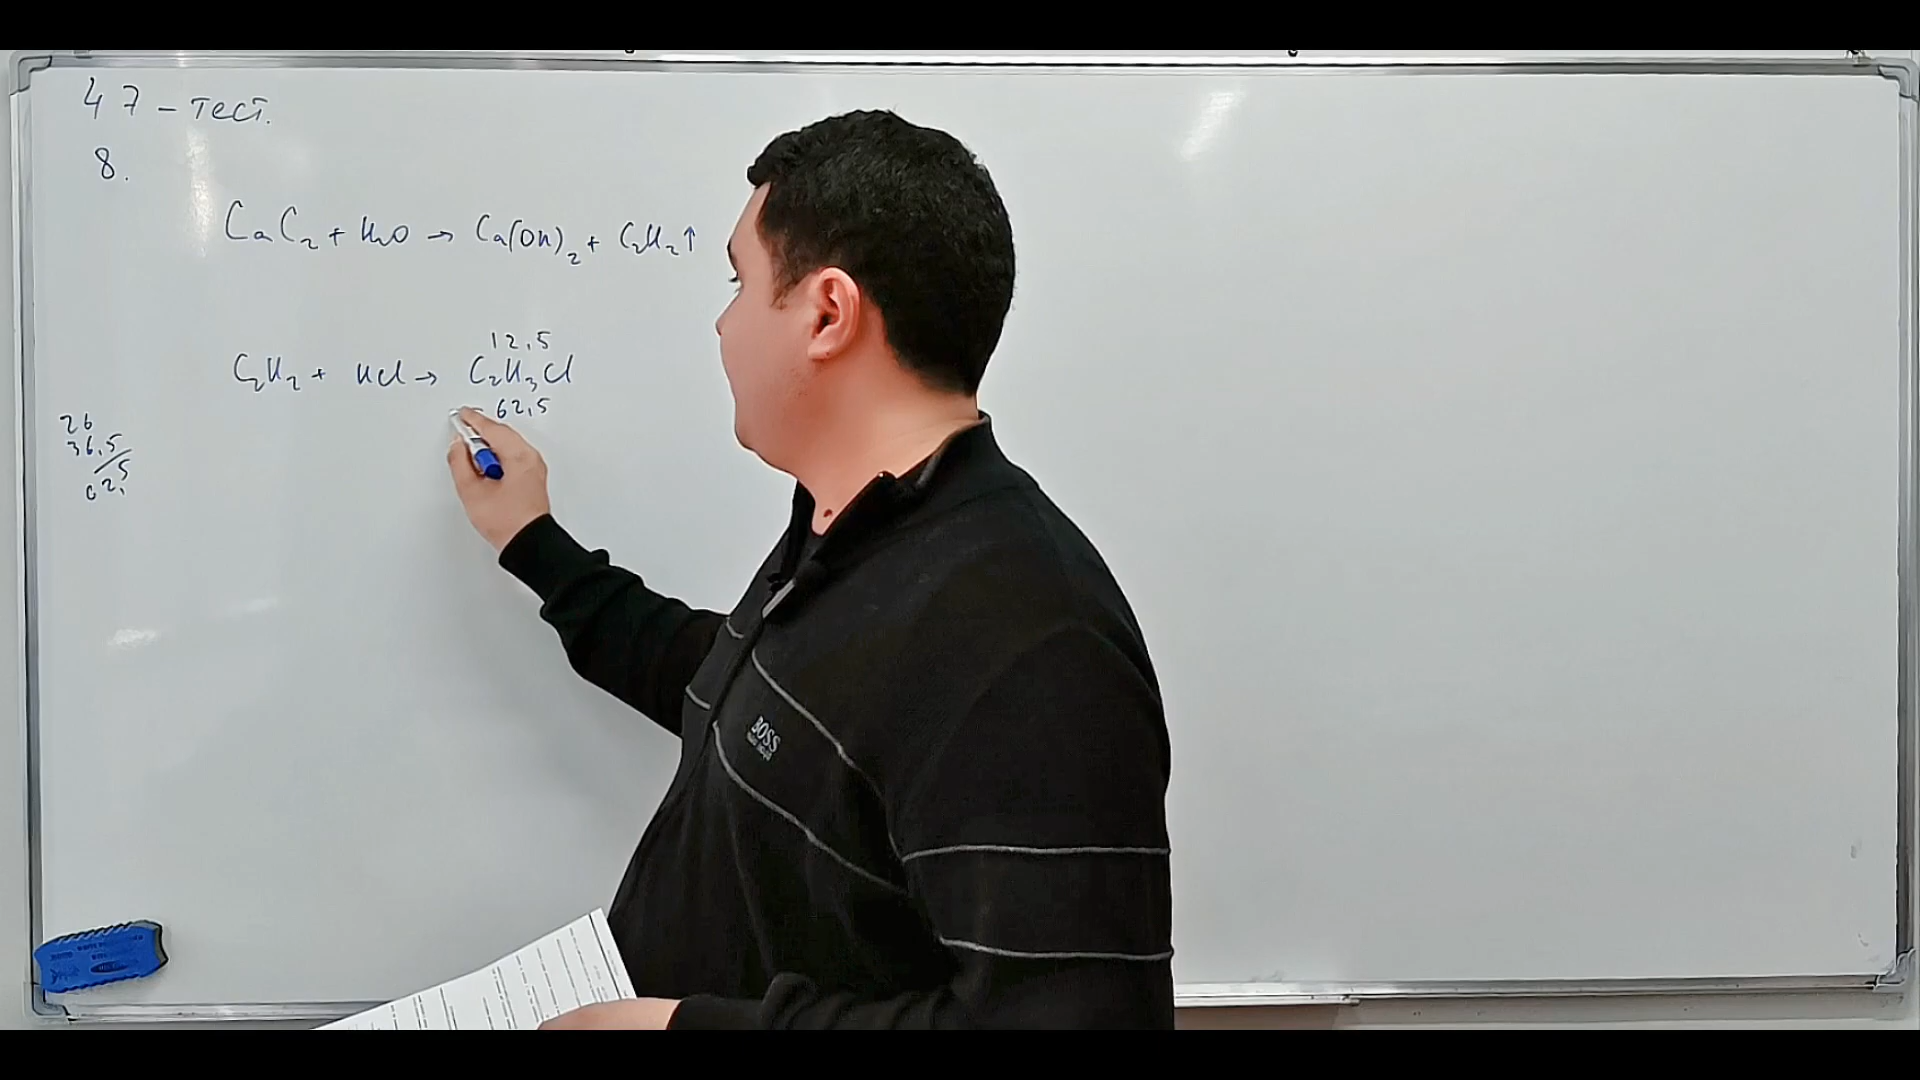 47 - тест.
8.
CaC₂ + H₂O → Ca(OH)₂ + C₂H₂↑
12,5
C₂H₂ + HCl → C₂H₃Cl
62,5
26
36,5
62,5
BOSS